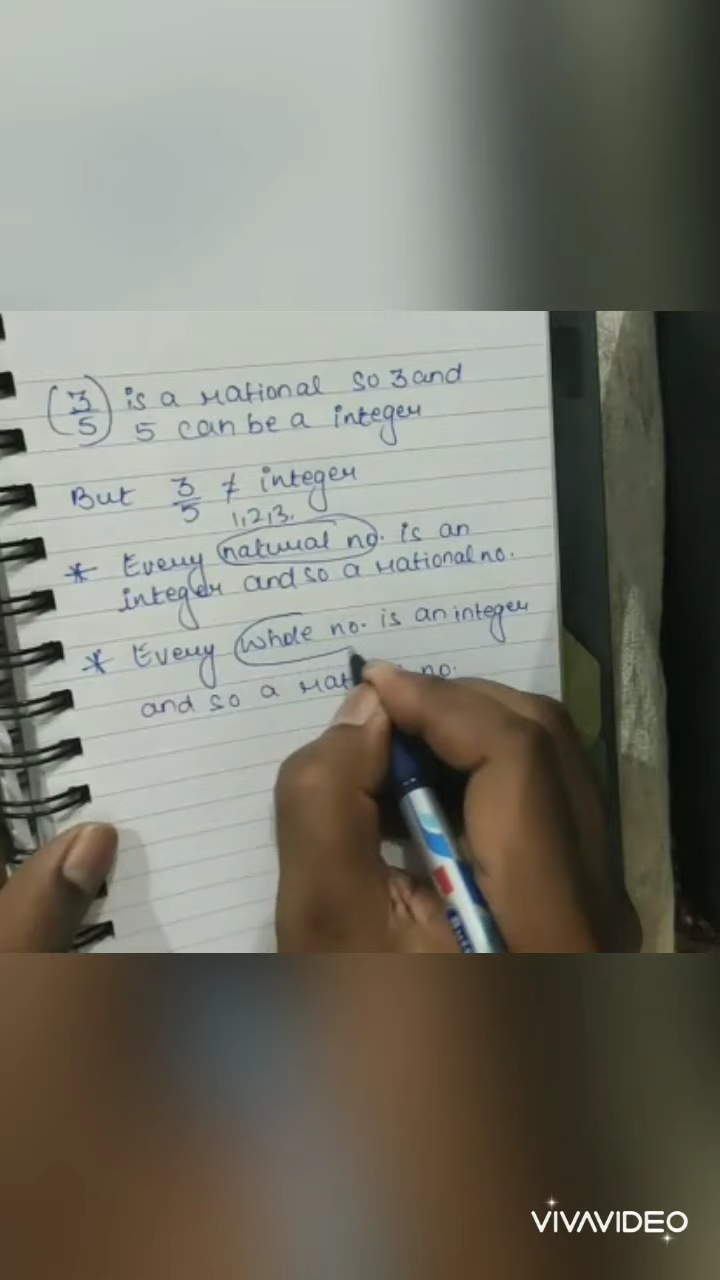 (3/5) is a rational so 3 and
5 can be a integer
But 3/5 ≠ integer
1,2,3.
* Every natural no. is an
integer and so a rational no.
* Every whole no. is an integer
and so a no.
VIVAVIDEO